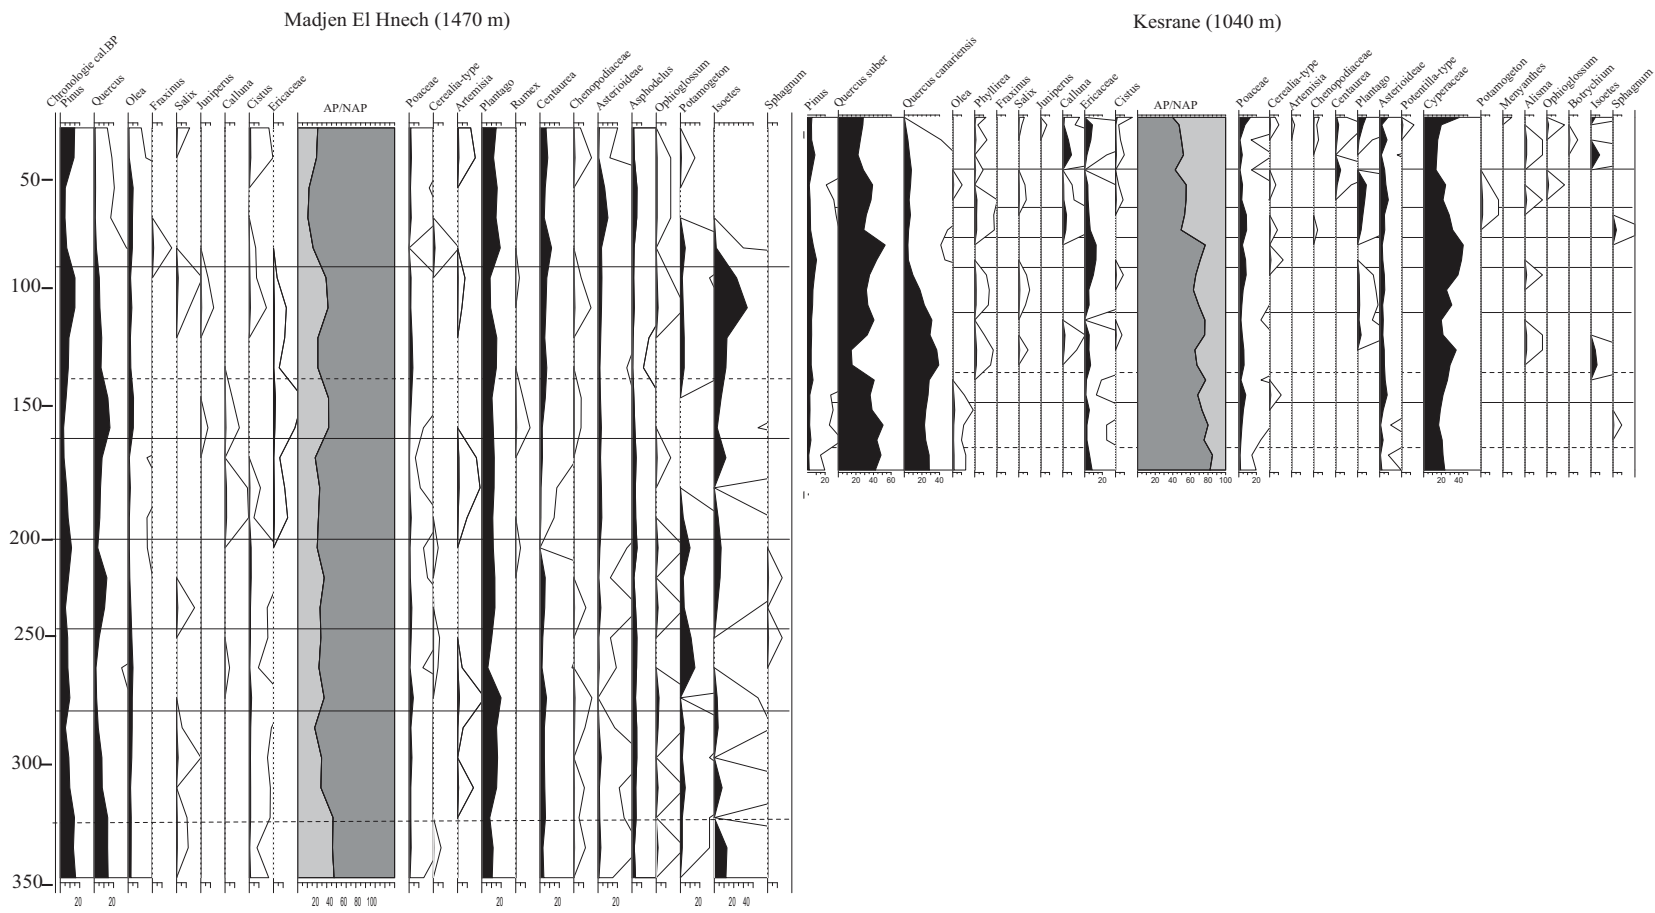 Madjen El Hnech (1470 m)
Kesrane (1040 m)
Chronologie cal.BP
Pinus
Quercus
Olea
Fraxinus
Salix
Juniperus
Calluna
Cistus
Ericaceae
AP/NAP
Poaceae
Cerealia-type
Artemisia
Plantago
Rumex
Centaurea
Chenopodiaceae
Asterioideae
Asphodelus
Ophioglossum
Potamogeton
Isoetes
Sphagnum
Pinus
Quercus suber
Quercus canariensis
Olea
Phyllirea
Fraxinus
Salix
Juniperus
Calluna
Ericaceae
Cistus
AP/NAP
Poaceae
Cerealia-type
Artemisia
Chenopodiaceae
Centaurea
Plantago
Asterioideae
Potentilla-type
Cyperaceae
Potamogeton
Menyanthes
Alisma
Ophioglossum
Botrychium
Isoetes
Sphagnum
50
100
150
200
250
300
350
20 20 20 40 60 80 100 20 20 20 20 20 40
20 20 40 60 20 40 20 20 40 60 80 100 20 20 40